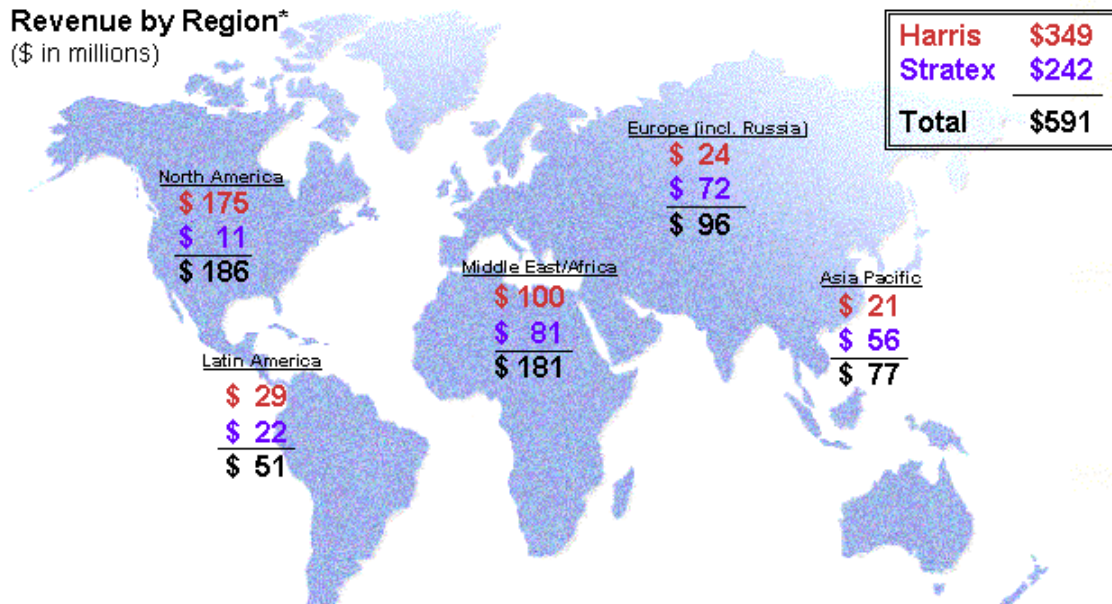 Revenue by Region*
($ in millions)
Harris $349
Stratex $242
Total $591
Europe (incl. Russia)
$ 24
$ 72
$ 96
North America
$ 175
$ 11
$ 186
Middle East/Africa
$ 100
$ 81
$ 181
Asia Pacific
$ 21
$ 56
$ 77
Latin America
$ 29
$ 22
$ 51